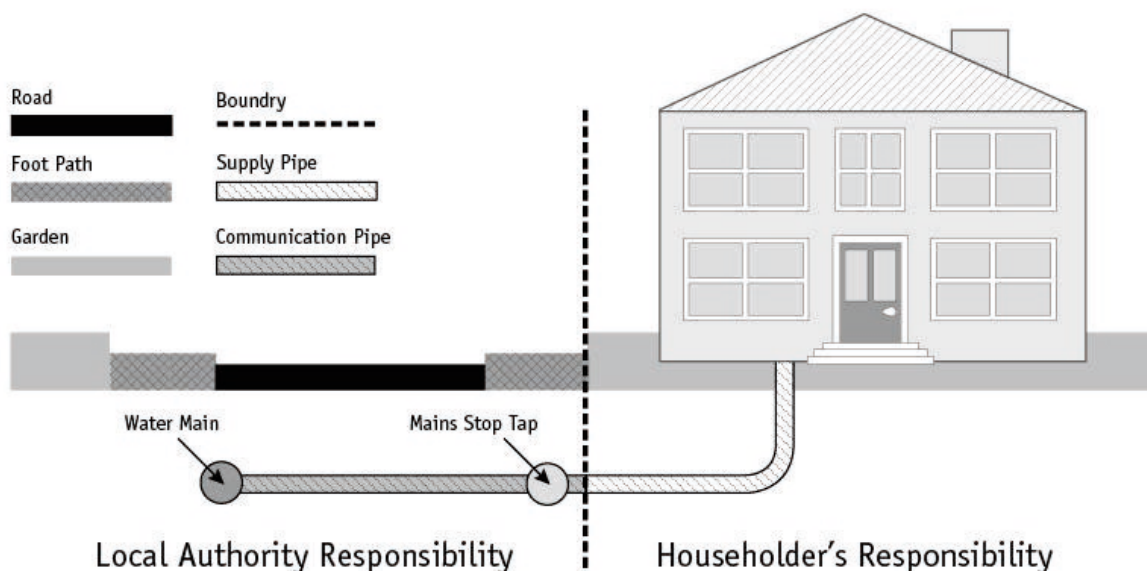 Road
Boundry
Foot Path
Supply Pipe
Garden
Communication Pipe
Water Main
Mains Stop Tap
Local Authority Responsibility
Householder's Responsibility